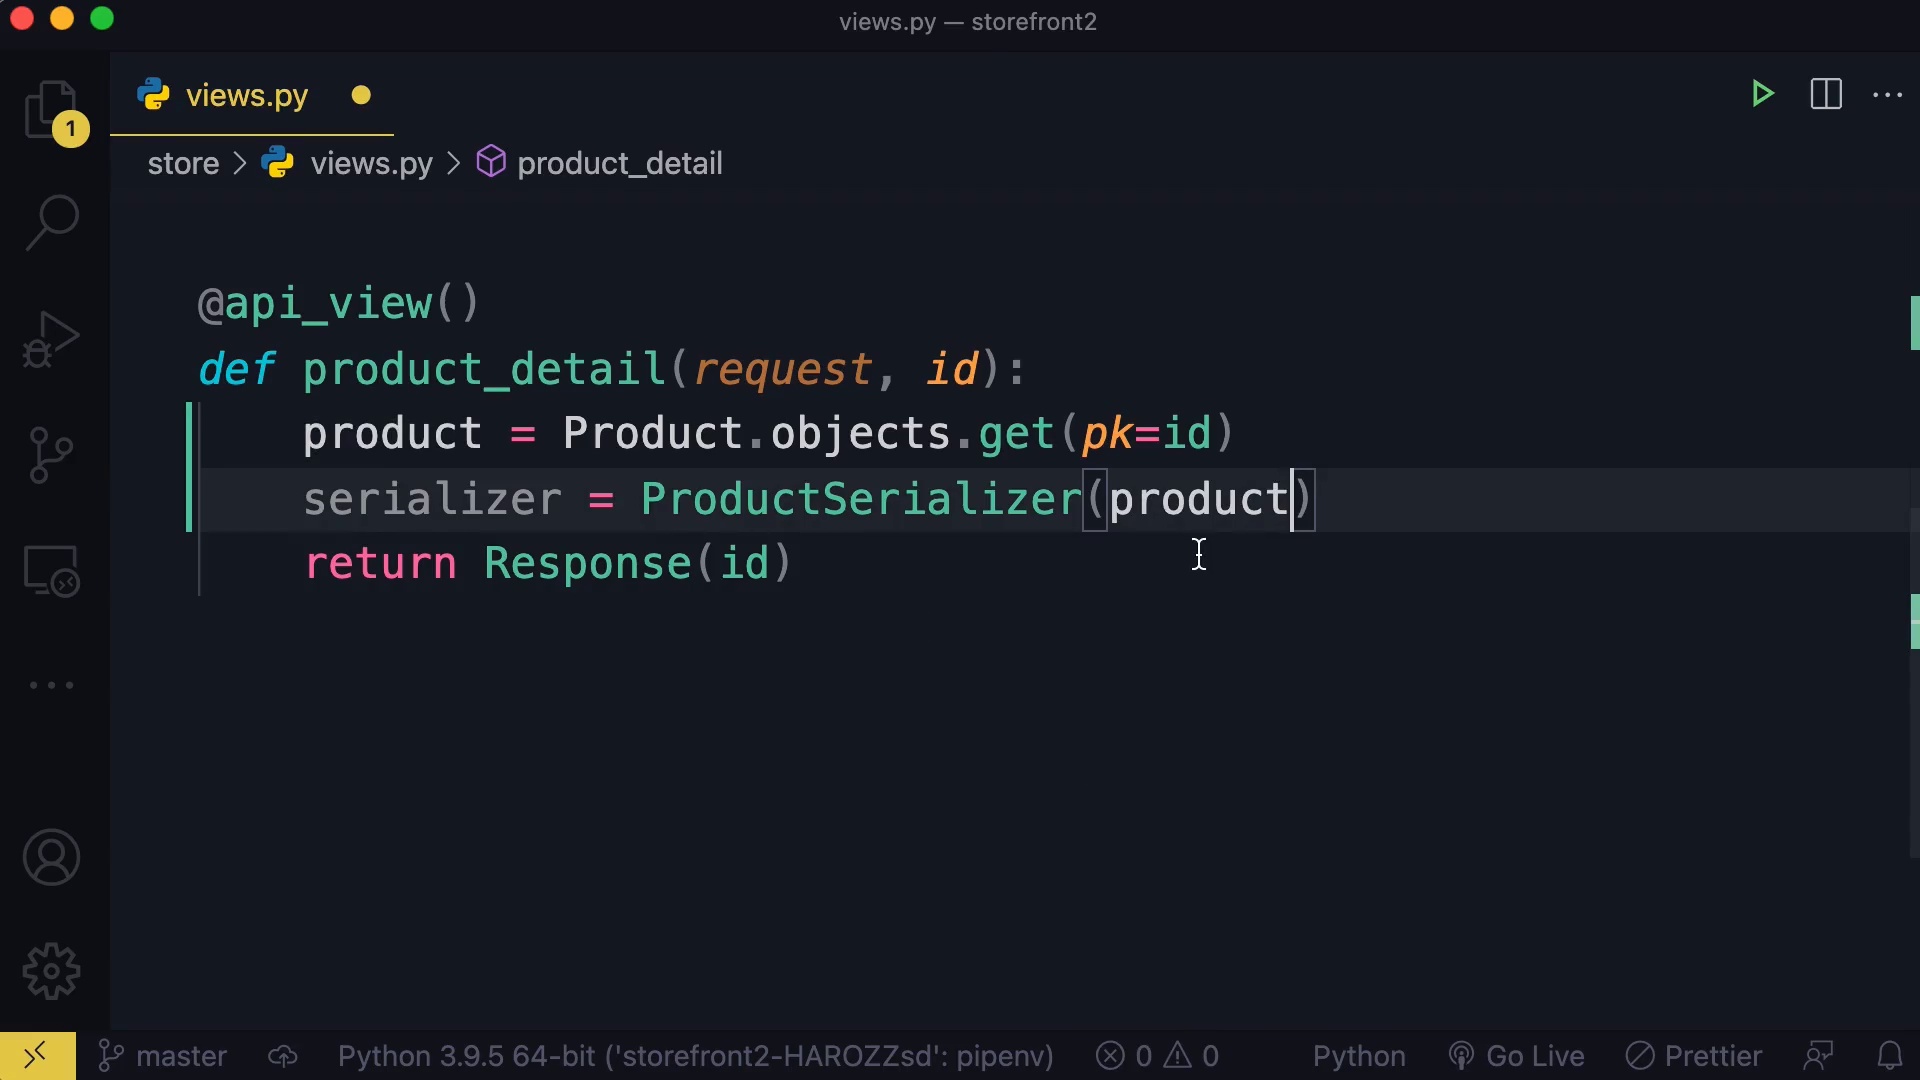 views.py — storefront2
views.py
1
store > views.py > product_detail
@api_view()
def product_detail(request, id):
product = Product.objects.get(pk=id)
serializer = ProductSerializer(product)
return Response(id)
master Python 3.9.5 64-bit ('storefront2-HAROZZsd': pipenv) 0 0 Python Go Live Prettier